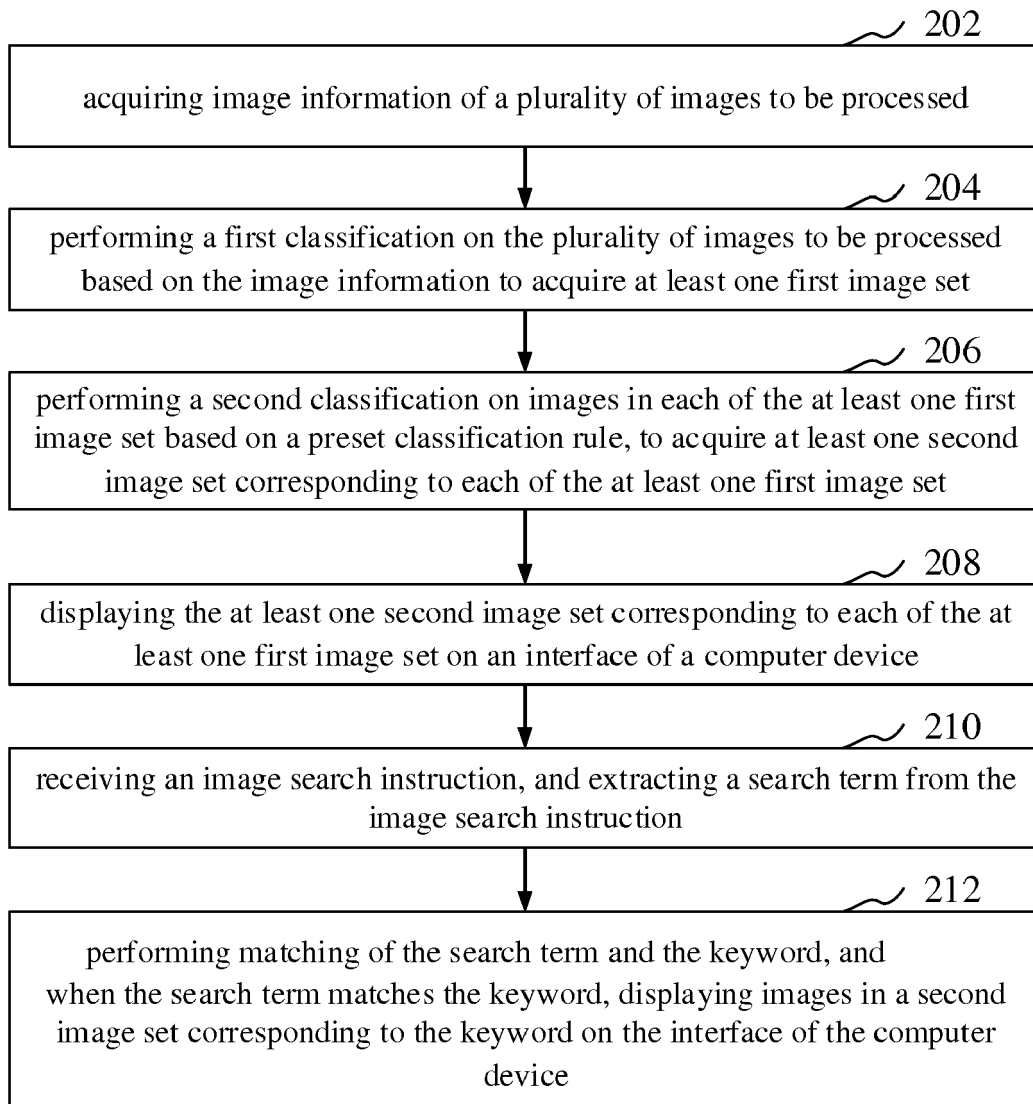 202
acquiring image information of a plurality of images to be processed
204
performing a first classification on the plurality of images to be processed
based on the image information to acquire at least one first image set
206
performing a second classification on images in each of the at least one first
image set based on a preset classification rule, to acquire at least one second
image set corresponding to each of the at least one first image set
208
displaying the at least one second image set corresponding to each of the at
least one first image set on an interface of a computer device
210
receiving an image search instruction, and extracting a search term from the
image search instruction
212
performing matching of the search term and the keyword, and
when the search term matches the keyword, displaying images in a second
image set corresponding to the keyword on the interface of the computer
device